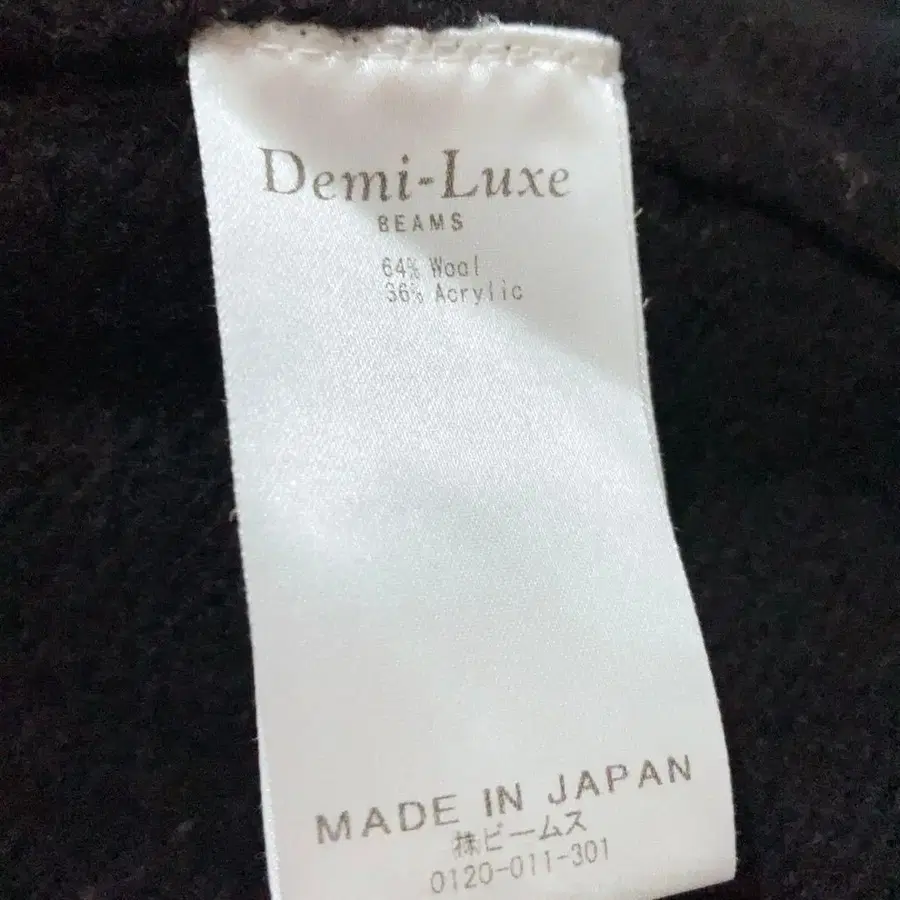 Demi-Luxe
BEAMS
64% Wool
36% Acrylic
MADE IN JAPAN
㈱ビームス
0120-011-301